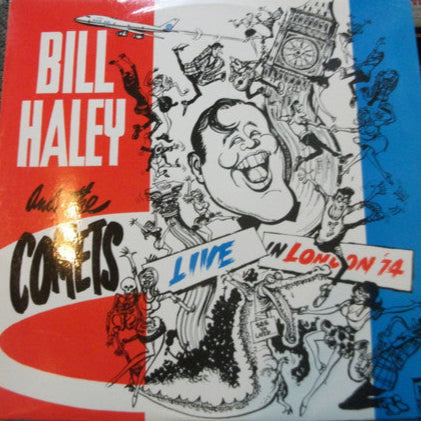 BILL
HALEY
and the
COMETS
LIVE
IN LONDON '74